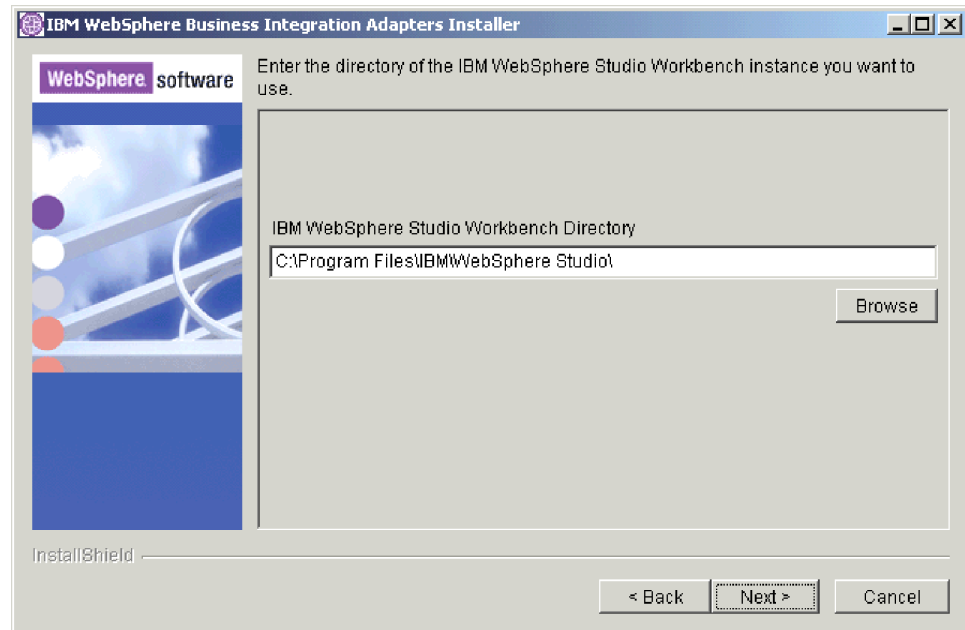 IBM WebSphere Business Integration Adapters Installer
WebSphere. software
Enter the directory of the IBM WebSphere Studio Workbench instance you want to
use.
IBM WebSphere Studio Workbench Directory
C:\Program Files\IBM\WebSphere Studio\
Browse
InstallShield
< Back
Next >
Cancel